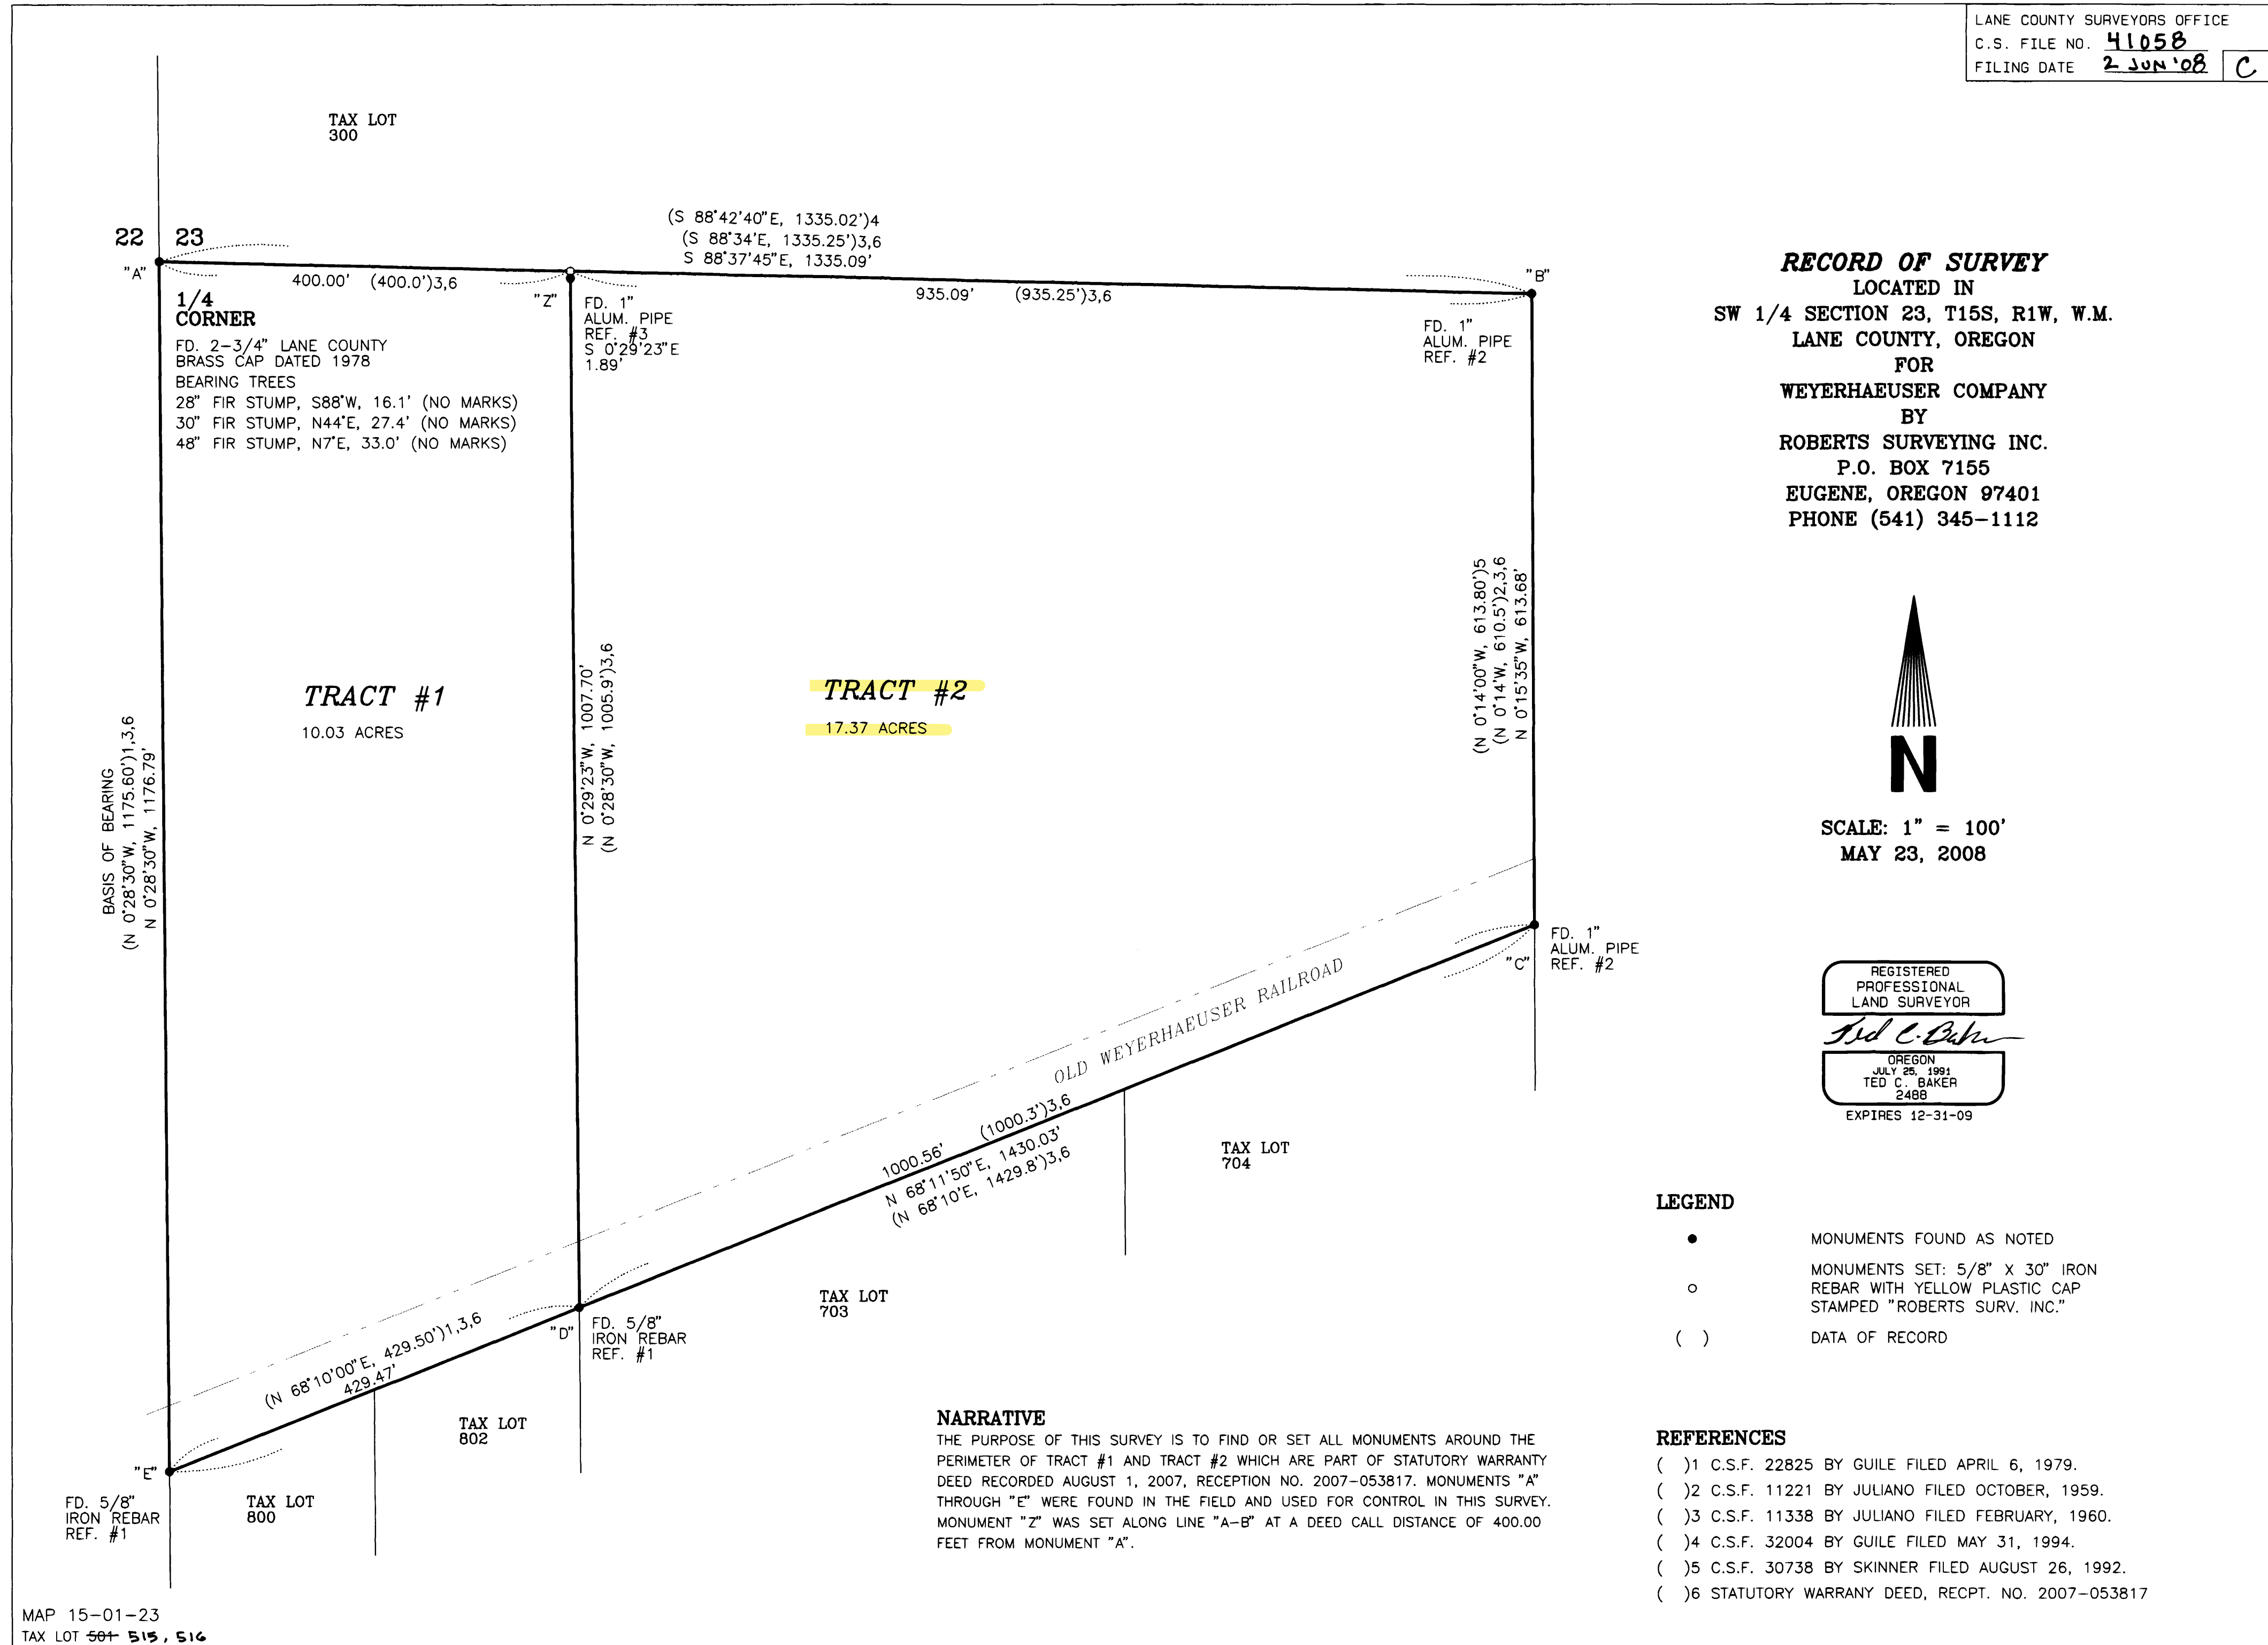 LANE COUNTY SURVEYORS OFFICE
C.S. FILE NO. 41058
FILING DATE 2 JUN '08 C
TAX LOT
300
(S 88°42'40"E, 1335.02')4
(S 88°34'E, 1335.25')3,6
S 88°37'45"E, 1335.09'
22 23
"A"
400.00' (400.0')3,6
"Z"
935.09' (935.25')3,6
"B"
1/4
CORNER
FD. 2-3/4" LANE COUNTY
BRASS CAP DATED 1978
BEARING TREES
28" FIR STUMP, S88°W, 16.1' (NO MARKS)
30" FIR STUMP, N44°E, 27.4' (NO MARKS)
48" FIR STUMP, N7°E, 33.0' (NO MARKS)
FD. 1"
ALUM. PIPE
REF. #3
S 0°29'23"E
1.89'
FD. 1"
ALUM. PIPE
REF. #2
RECORD OF SURVEY
LOCATED IN
SW 1/4 SECTION 23, T15S, R1W, W.M.
LANE COUNTY, OREGON
FOR
WEYERHAEUSER COMPANY
BY
ROBERTS SURVEYING INC.
P.O. BOX 7155
EUGENE, OREGON 97401
PHONE (541) 345-1112
N
SCALE: 1" = 100'
MAY 23, 2008
BASIS OF BEARING
(N 0°28'30"W, 1175.60')1,3,6
N 0°28'30"W, 1176.79'
TRACT #1
10.03 ACRES
N 0°29'23"W, 1007.70'
(N 0°28'30"W, 1005.9')3,6
TRACT #2
17.37 ACRES
(N 0°14'00"W, 613.80')5
(N 0°14'W, 610.5')2,3,6
N 0°15'35"W, 613.68'
"C"
FD. 1"
ALUM. PIPE
REF. #2
OLD WEYERHAEUSER RAILROAD
1000.56' (1000.3')3,6
N 68°11'50"E, 1430.03'
(N 68°10'E, 1429.8')3,6
TAX LOT
704
TAX LOT
703
"D"
FD. 5/8"
IRON REBAR
REF. #1
(N 68°10'00"E, 429.50')1,3,6
429.47'
TAX LOT
802
"E"
FD. 5/8"
IRON REBAR
REF. #1
TAX LOT
800
REGISTERED
PROFESSIONAL
LAND SURVEYOR
Ted C. Baker
OREGON
JULY 25, 1991
TED C. BAKER
2488
EXPIRES 12-31-09
LEGEND
MONUMENTS FOUND AS NOTED
MONUMENTS SET: 5/8" X 30" IRON
REBAR WITH YELLOW PLASTIC CAP
STAMPED "ROBERTS SURV. INC."
( ) DATA OF RECORD
NARRATIVE
THE PURPOSE OF THIS SURVEY IS TO FIND OR SET ALL MONUMENTS AROUND THE
PERIMETER OF TRACT #1 AND TRACT #2 WHICH ARE PART OF STATUTORY WARRANTY
DEED RECORDED AUGUST 1, 2007, RECEPTION NO. 2007-053817. MONUMENTS "A"
THROUGH "E" WERE FOUND IN THE FIELD AND USED FOR CONTROL IN THIS SURVEY.
MONUMENT "Z" WAS SET ALONG LINE "A-B" AT A DEED CALL DISTANCE OF 400.00
FEET FROM MONUMENT "A".
REFERENCES
( )1 C.S.F. 22825 BY GUILE FILED APRIL 6, 1979.
( )2 C.S.F. 11221 BY JULIANO FILED OCTOBER, 1959.
( )3 C.S.F. 11338 BY JULIANO FILED FEBRUARY, 1960.
( )4 C.S.F. 32004 BY GUILE FILED MAY 31, 1994.
( )5 C.S.F. 30738 BY SKINNER FILED AUGUST 26, 1992.
( )6 STATUTORY WARRANY DEED, RECPT. NO. 2007-053817
MAP 15-01-23
TAX LOT 501 515, 516